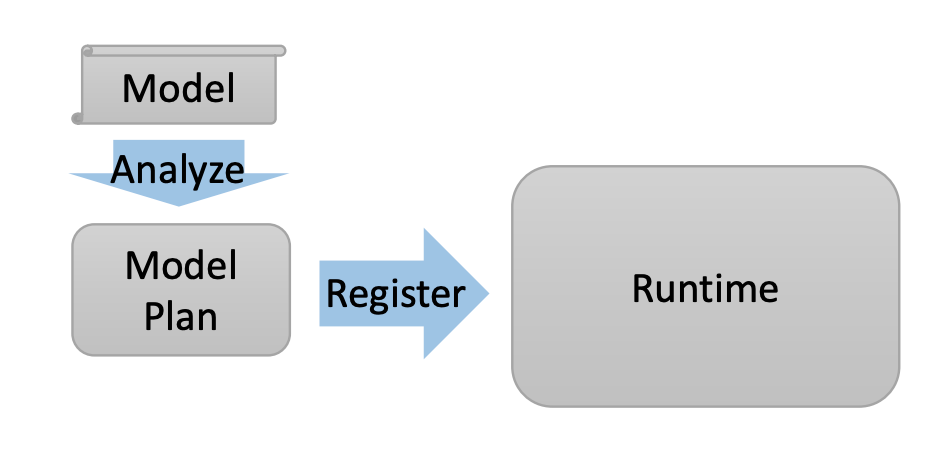 Model
Analyze
Model
Plan
Register
Runtime